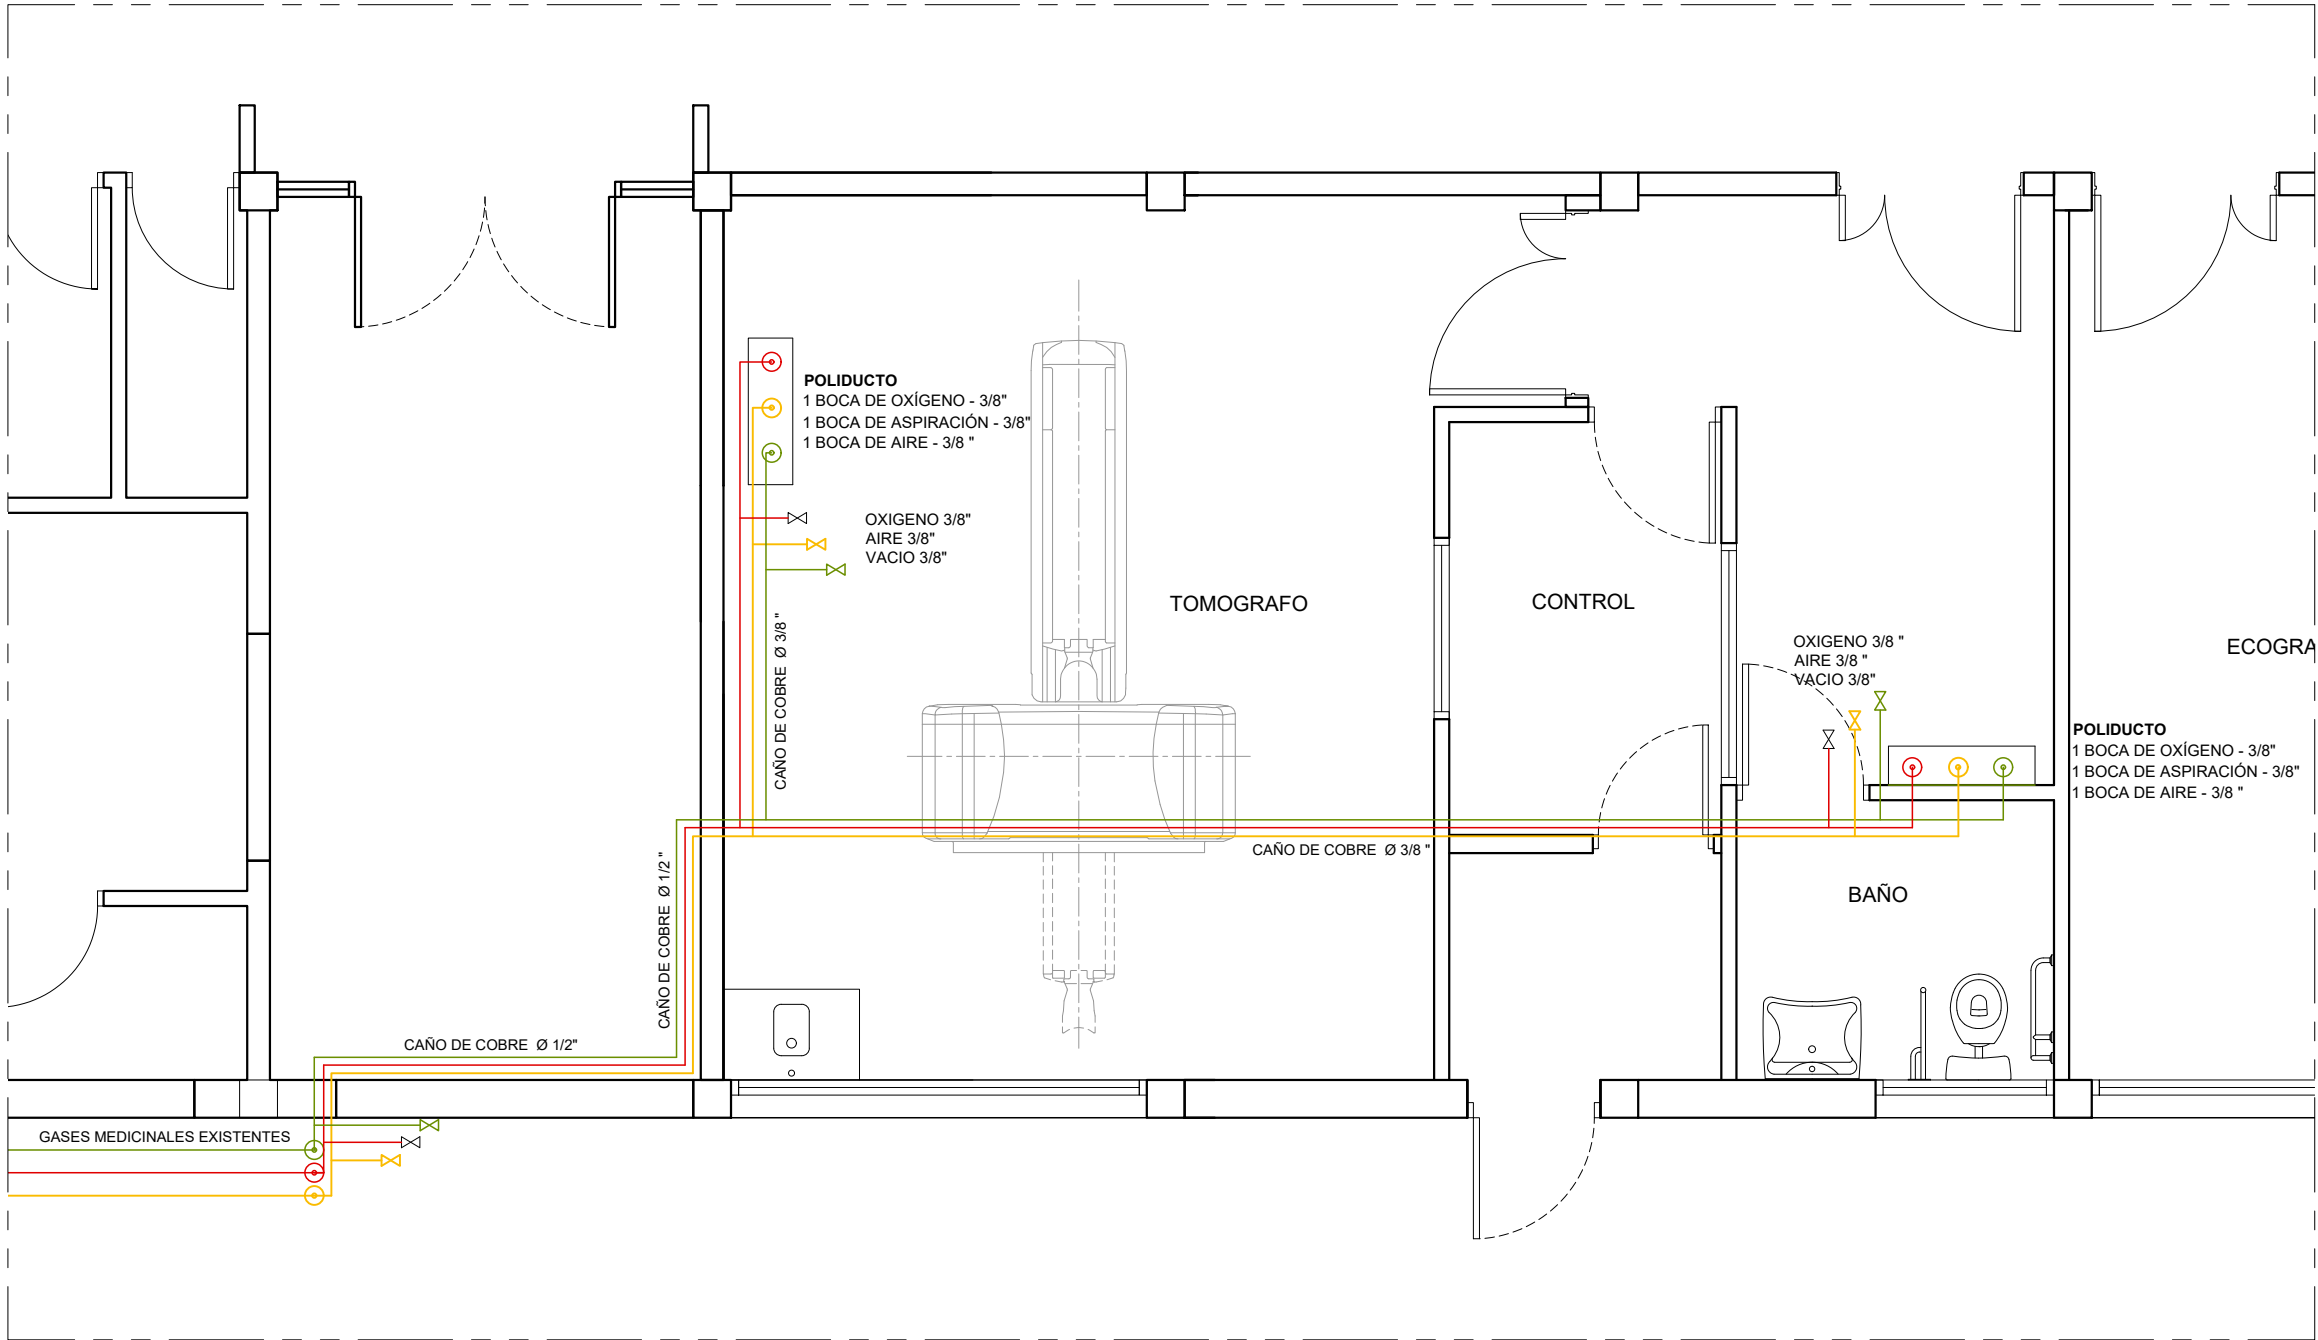 POLIDUCTO
1 BOCA DE OXÍGENO - 3/8"
1 BOCA DE ASPIRACIÓN - 3/8"
1 BOCA DE AIRE - 3/8 "
OXIGENO 3/8"
AIRE 3/8"
VACIO 3/8"
CAÑO DE COBRE Ø 3/8 "
TOMOGRAFO
CONTROL
OXIGENO 3/8 "
AIRE 3/8 "
VACIO 3/8"
ECOGRA
POLIDUCTO
1 BOCA DE OXÍGENO - 3/8"
1 BOCA DE ASPIRACIÓN - 3/8"
1 BOCA DE AIRE - 3/8 "
CAÑO DE COBRE Ø 3/8 "
CAÑO DE COBRE Ø 1/2 "
BAÑO
CAÑO DE COBRE Ø 1/2"
GASES MEDICINALES EXISTENTES